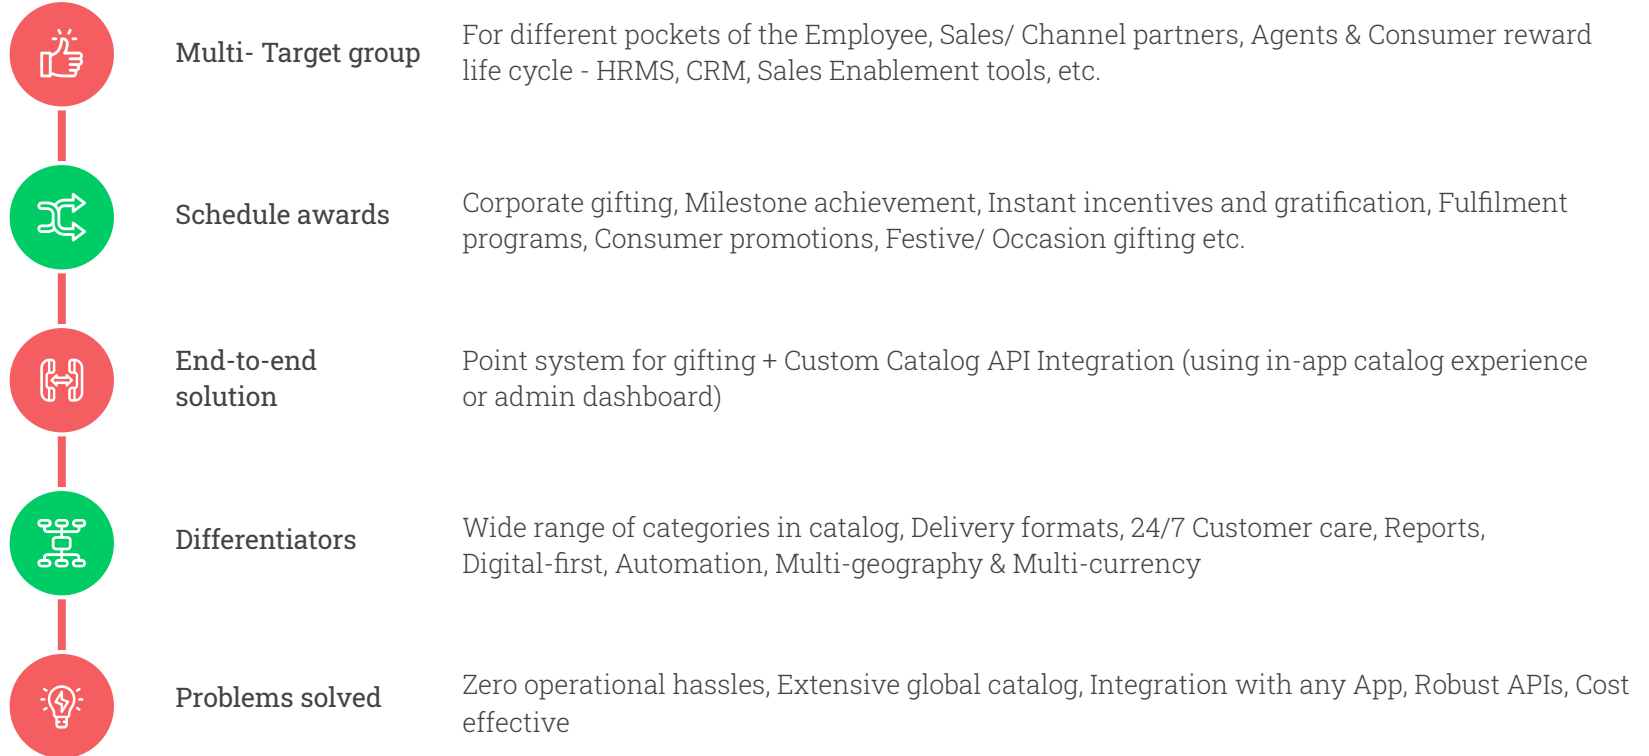 Multi- Target group
For different pockets of the Employee, Sales/ Channel partners, Agents & Consumer reward
life cycle - HRMS, CRM, Sales Enablement tools, etc.
Schedule awards
Corporate gifting, Milestone achievement, Instant incentives and gratification, Fulfilment
programs, Consumer promotions, Festive/ Occasion gifting etc.
End-to-end
solution
Point system for gifting + Custom Catalog API Integration (using in-app catalog experience
or admin dashboard)
Differentiators
Wide range of categories in catalog, Delivery formats, 24/7 Customer care, Reports,
Digital-first, Automation, Multi-geography & Multi-currency
Problems solved
Zero operational hassles, Extensive global catalog, Integration with any App, Robust APIs, Cost
effective